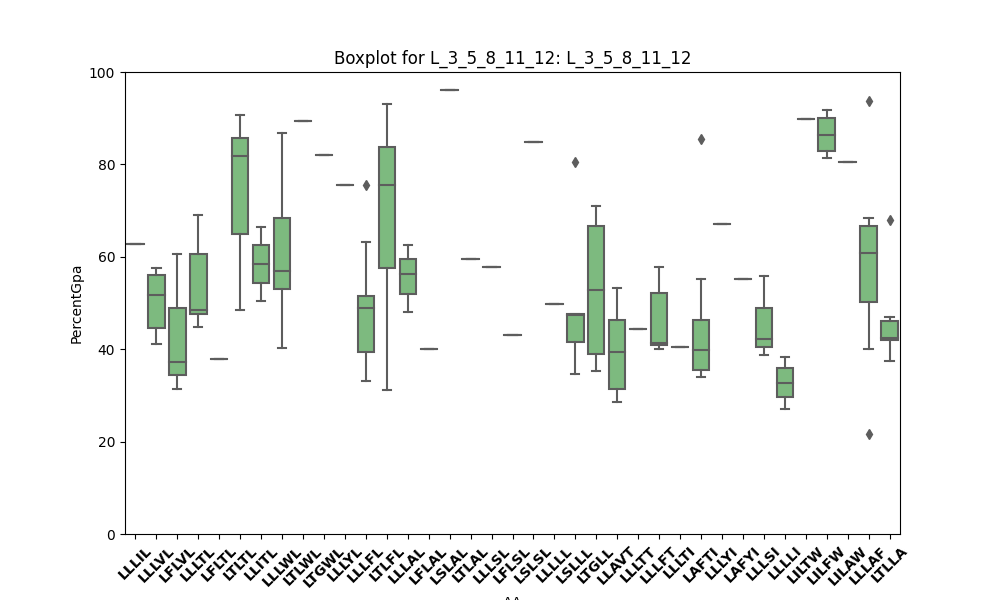 Boxplot for L_3_5_8_11_12: L_3_5_8_11_12
100
80
60
40
20
0
PercentGpa
LLLIL
LLLVL
LFLVL
LLLTL
LFLTL
LTLTL
LLITL
LLLWL
LTLWL
LTGWL
LLLYL
LLLFL
LTLFL
LLLAL
LFLAL
LSLAL
LTLAL
LLLSL
LFLSL
LSLSL
LLLLL
LSLLL
LTGLL
LLAVT
LLLTT
LLLFT
LLLTI
LAFTI
LLLYI
LAFYI
LLLSI
LLLLI
LILTW
LILFW
LILAW
LLLAF
LTLLA